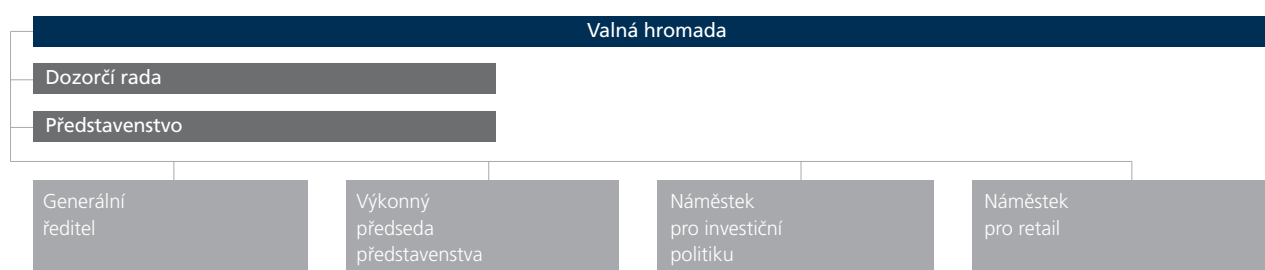 Valná hromada
Dozorčí rada
Představenstvo
Generální
ředitel
Výkonný
předseda
představenstva
Náměstek
pro investiční
politiku
Náměstek
pro retail